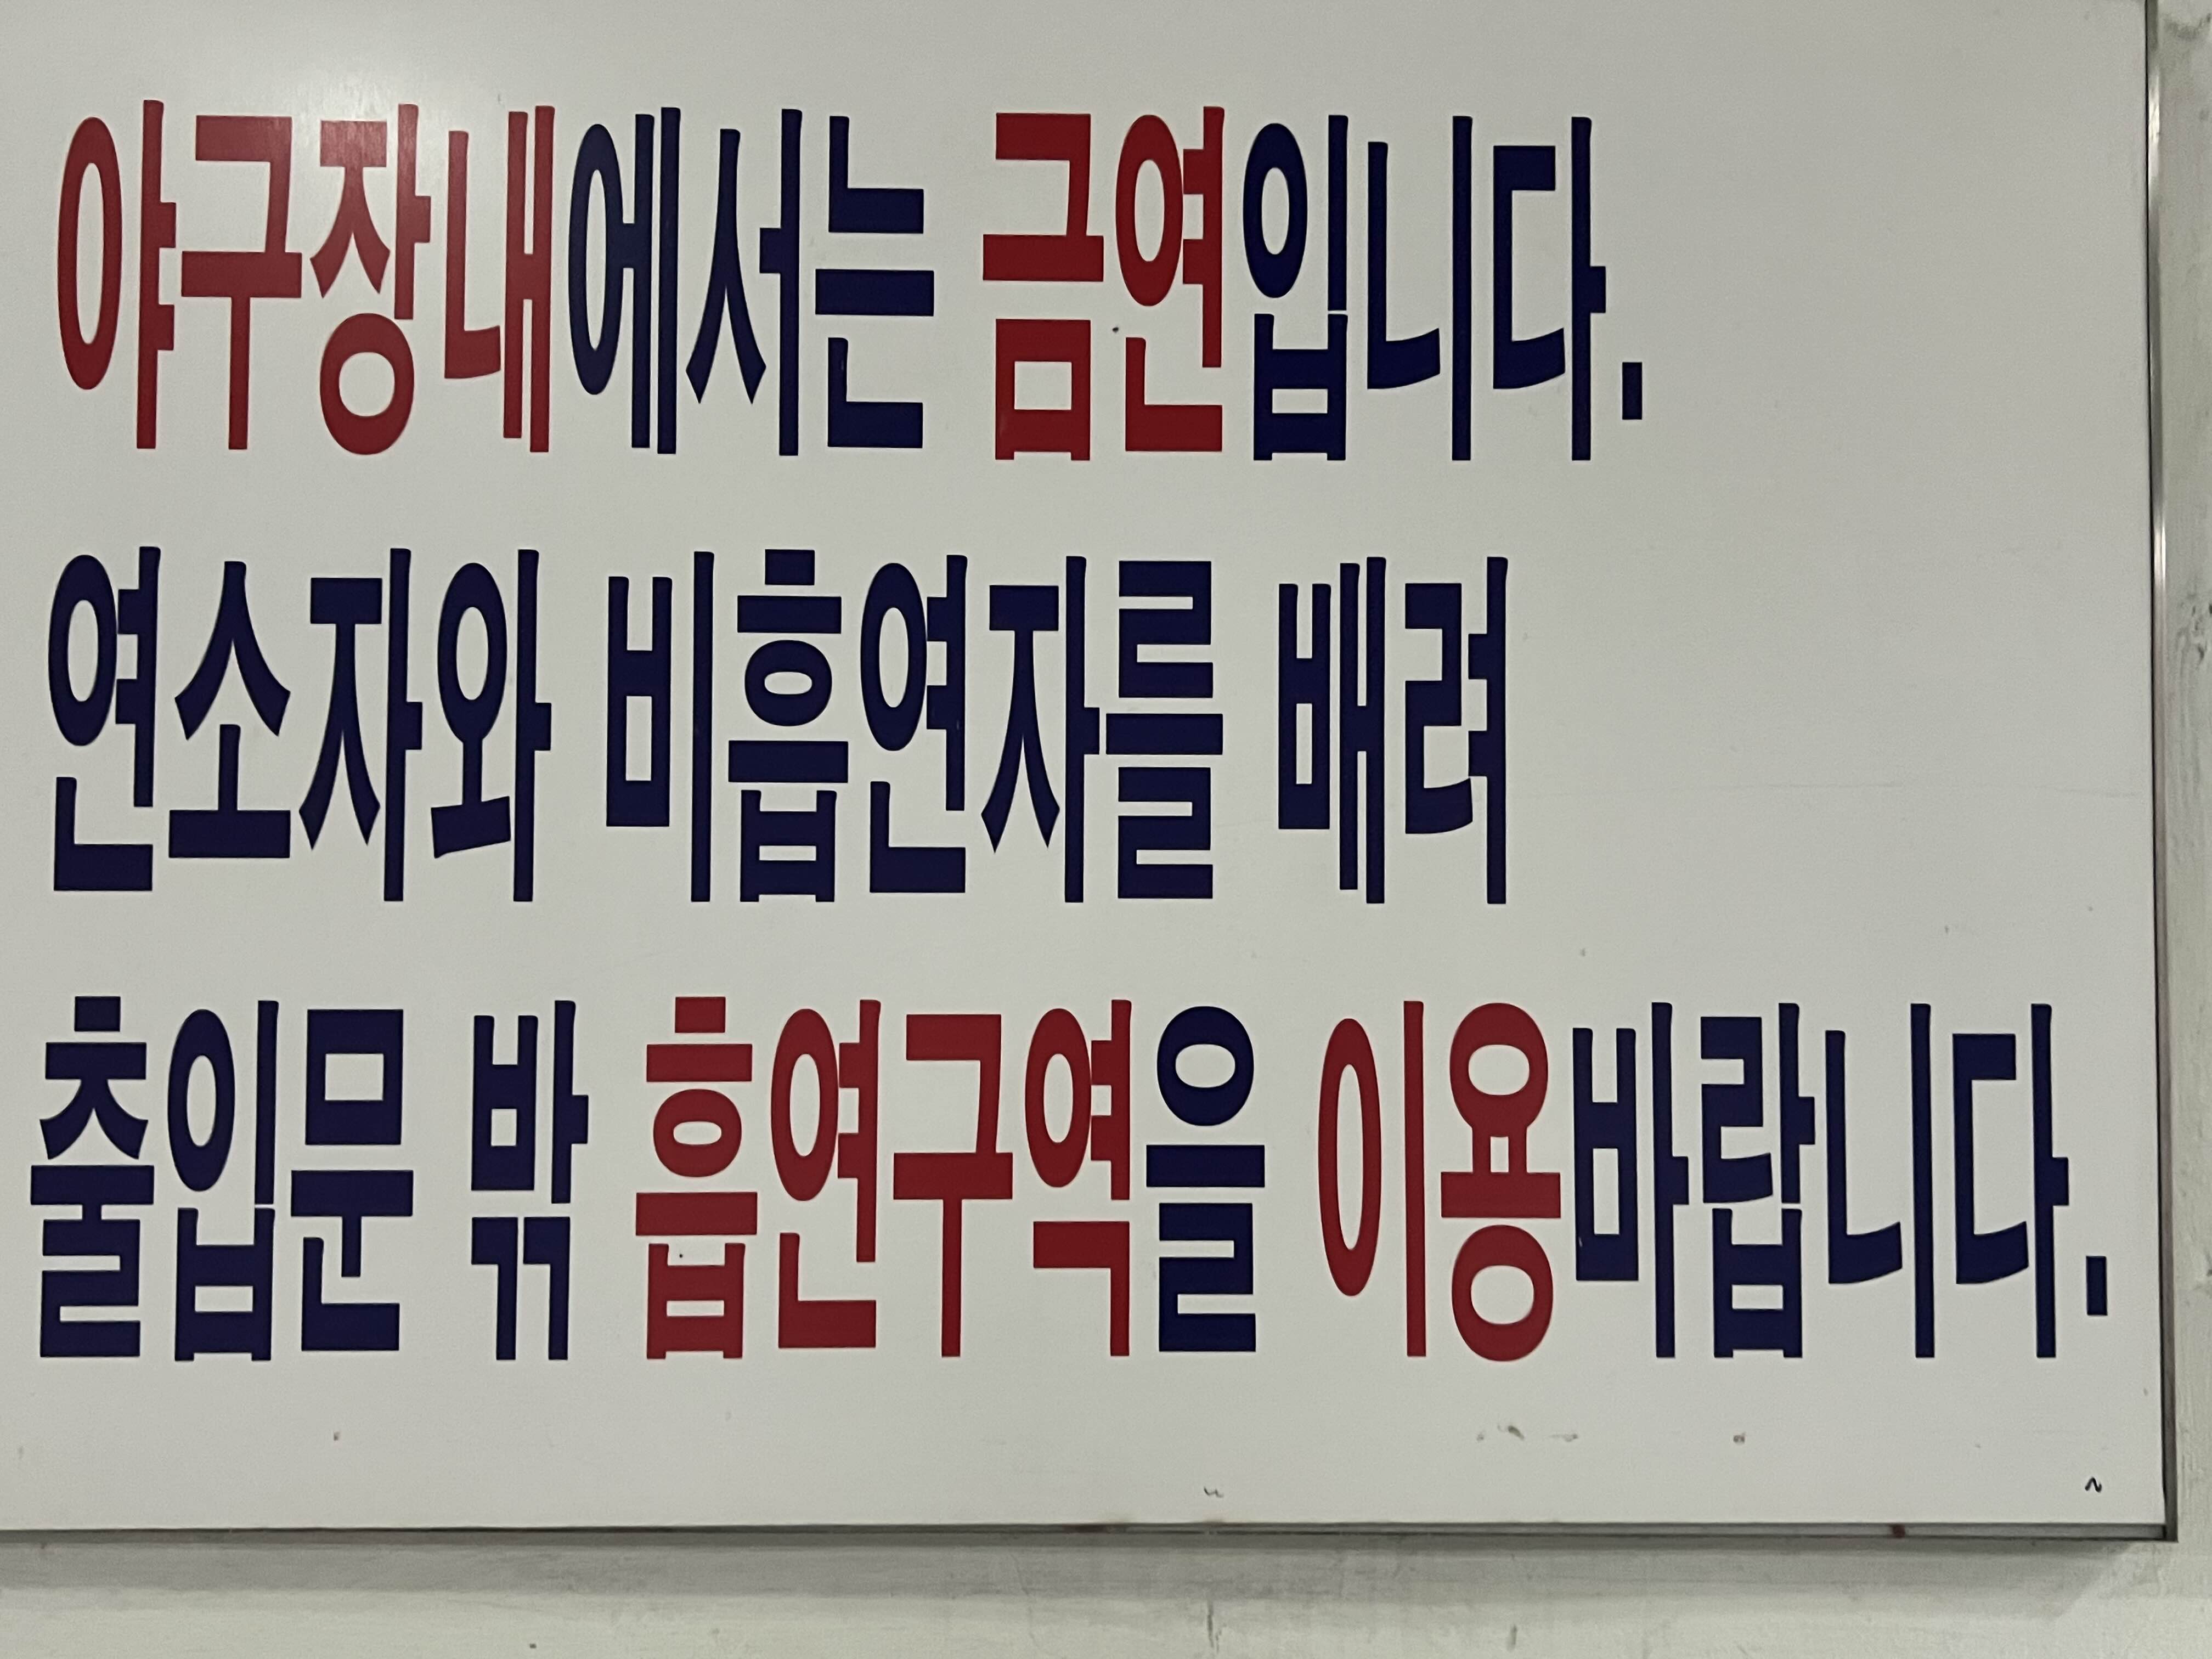 야구장내에서는 금연입니다.
연소자와 비흡연자를 배려
출입문 밖 흡연구역을 이용바랍니다.